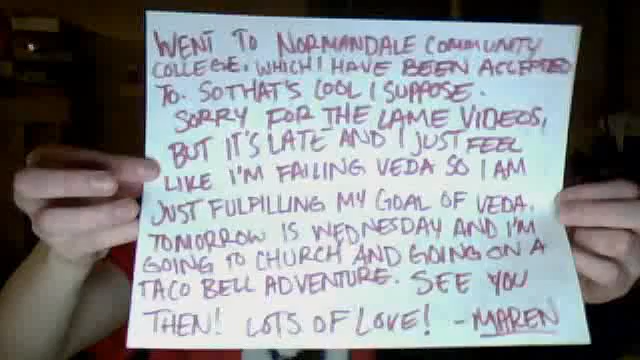 WENT TO NORMANDALE COMMUNITY
COLLEGE. WHICH I HAVE BEEN ACCEPTED
TO. SO THAT'S COOL I SUPPOSE.
SORRY FOR THE LAME VIDEOS,
BUT IT'S LATE AND I JUST FEEL
LIKE I'M FAILING VEDA SO I AM
JUST FULFILLING MY GOAL OF VEDA.
TOMORROW IS WEDNESDAY AND I'M
GOING TO CHURCH AND GOING ON A
TACO BELL ADVENTURE. SEE YOU
THEN! LOTS OF LOVE! - MAREN